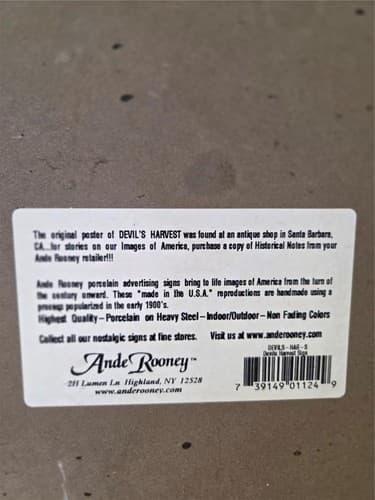 The original poster of DEVIL'S HARVEST was found at an antique shop in Santa Barbara,
CA...for stories on our Images of America, purchase a copy of Historical Notes from your
Ande Rooney retailer!!!
Ande Rooney porcelain advertising signs bring to life images of America from the turn of
the century onward. These "made in the U.S.A." reproductions are handmade using a
process popularized in the early 1900's.
Highest Quality - Porcelain on Heavy Steel - Indoor/Outdoor - Non Fading Colors
Collect all our nostalgic signs at fine stores. Visit us at www.anderooney.com
Ande Rooney™
2H Lumen Ln Highland, NY 12528
www.anderooney.com
DEVILS - HAR - S
Devils Harvest Sign
7 39149 01124 9